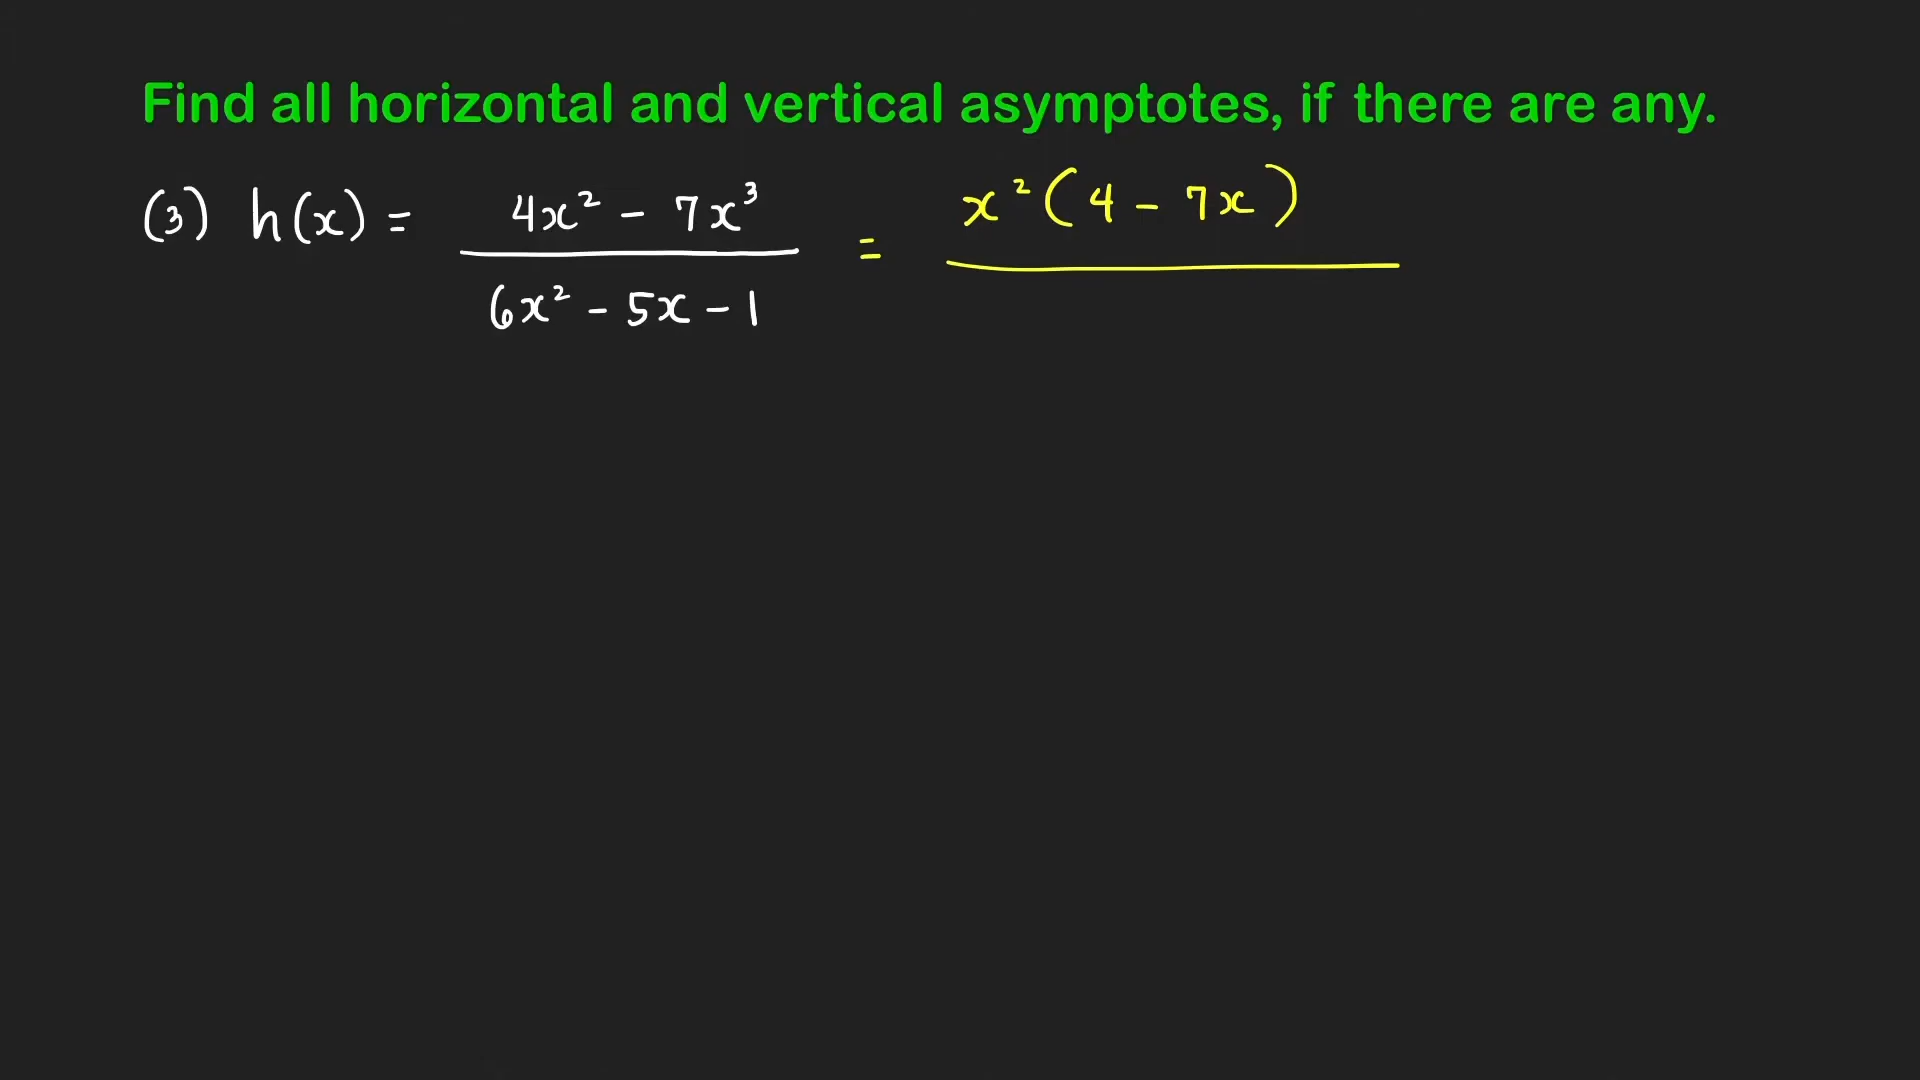 Find all horizontal and vertical asymptotes, if there are any.
(3) h(x) = (4x² - 7x³)/(6x² - 5x - 1) = x²(4 - 7x)/